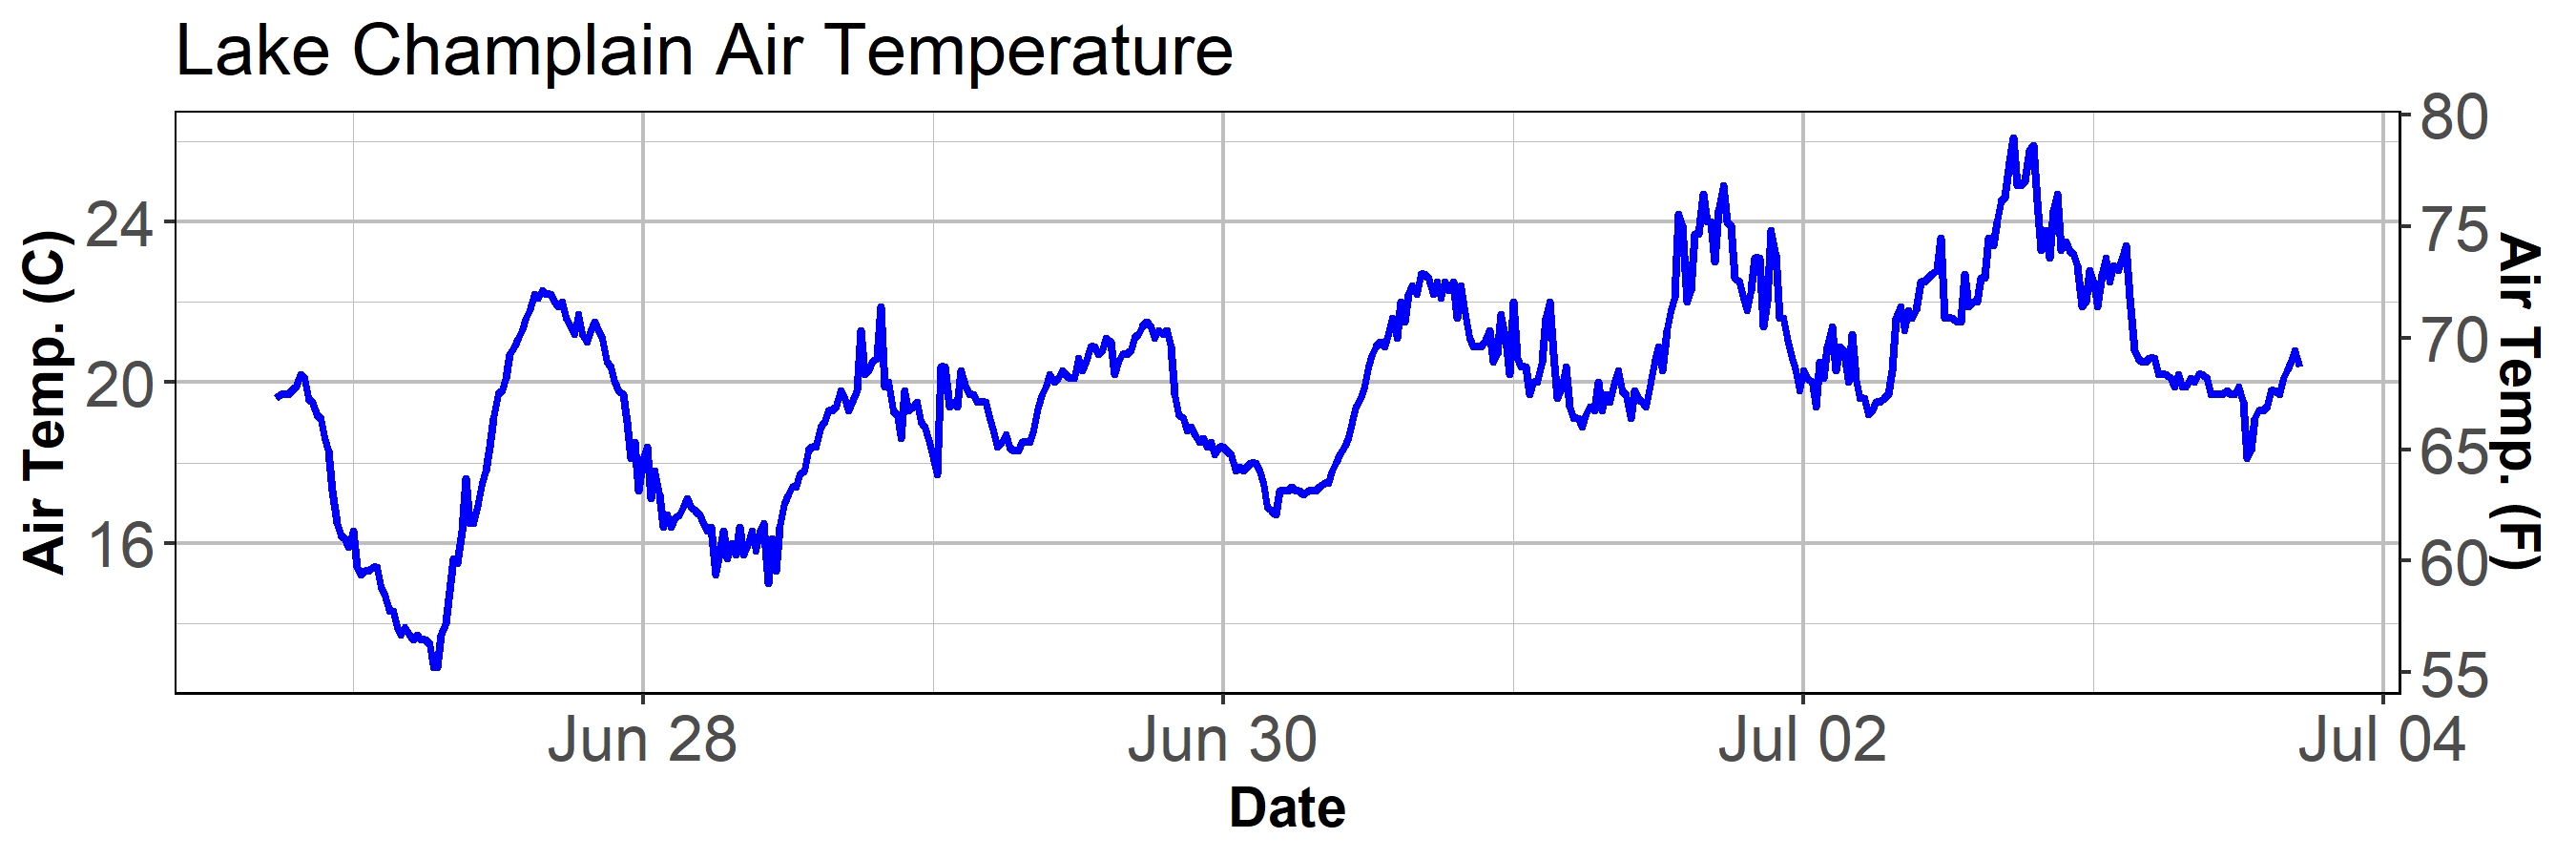 Lake Champlain Air Temperature
Air Temp. (C)
24
20
16
80
75
70
65
60
55
Air Temp. (F)
Jun 28
Jun 30
Jul 02
Jul 04
Date